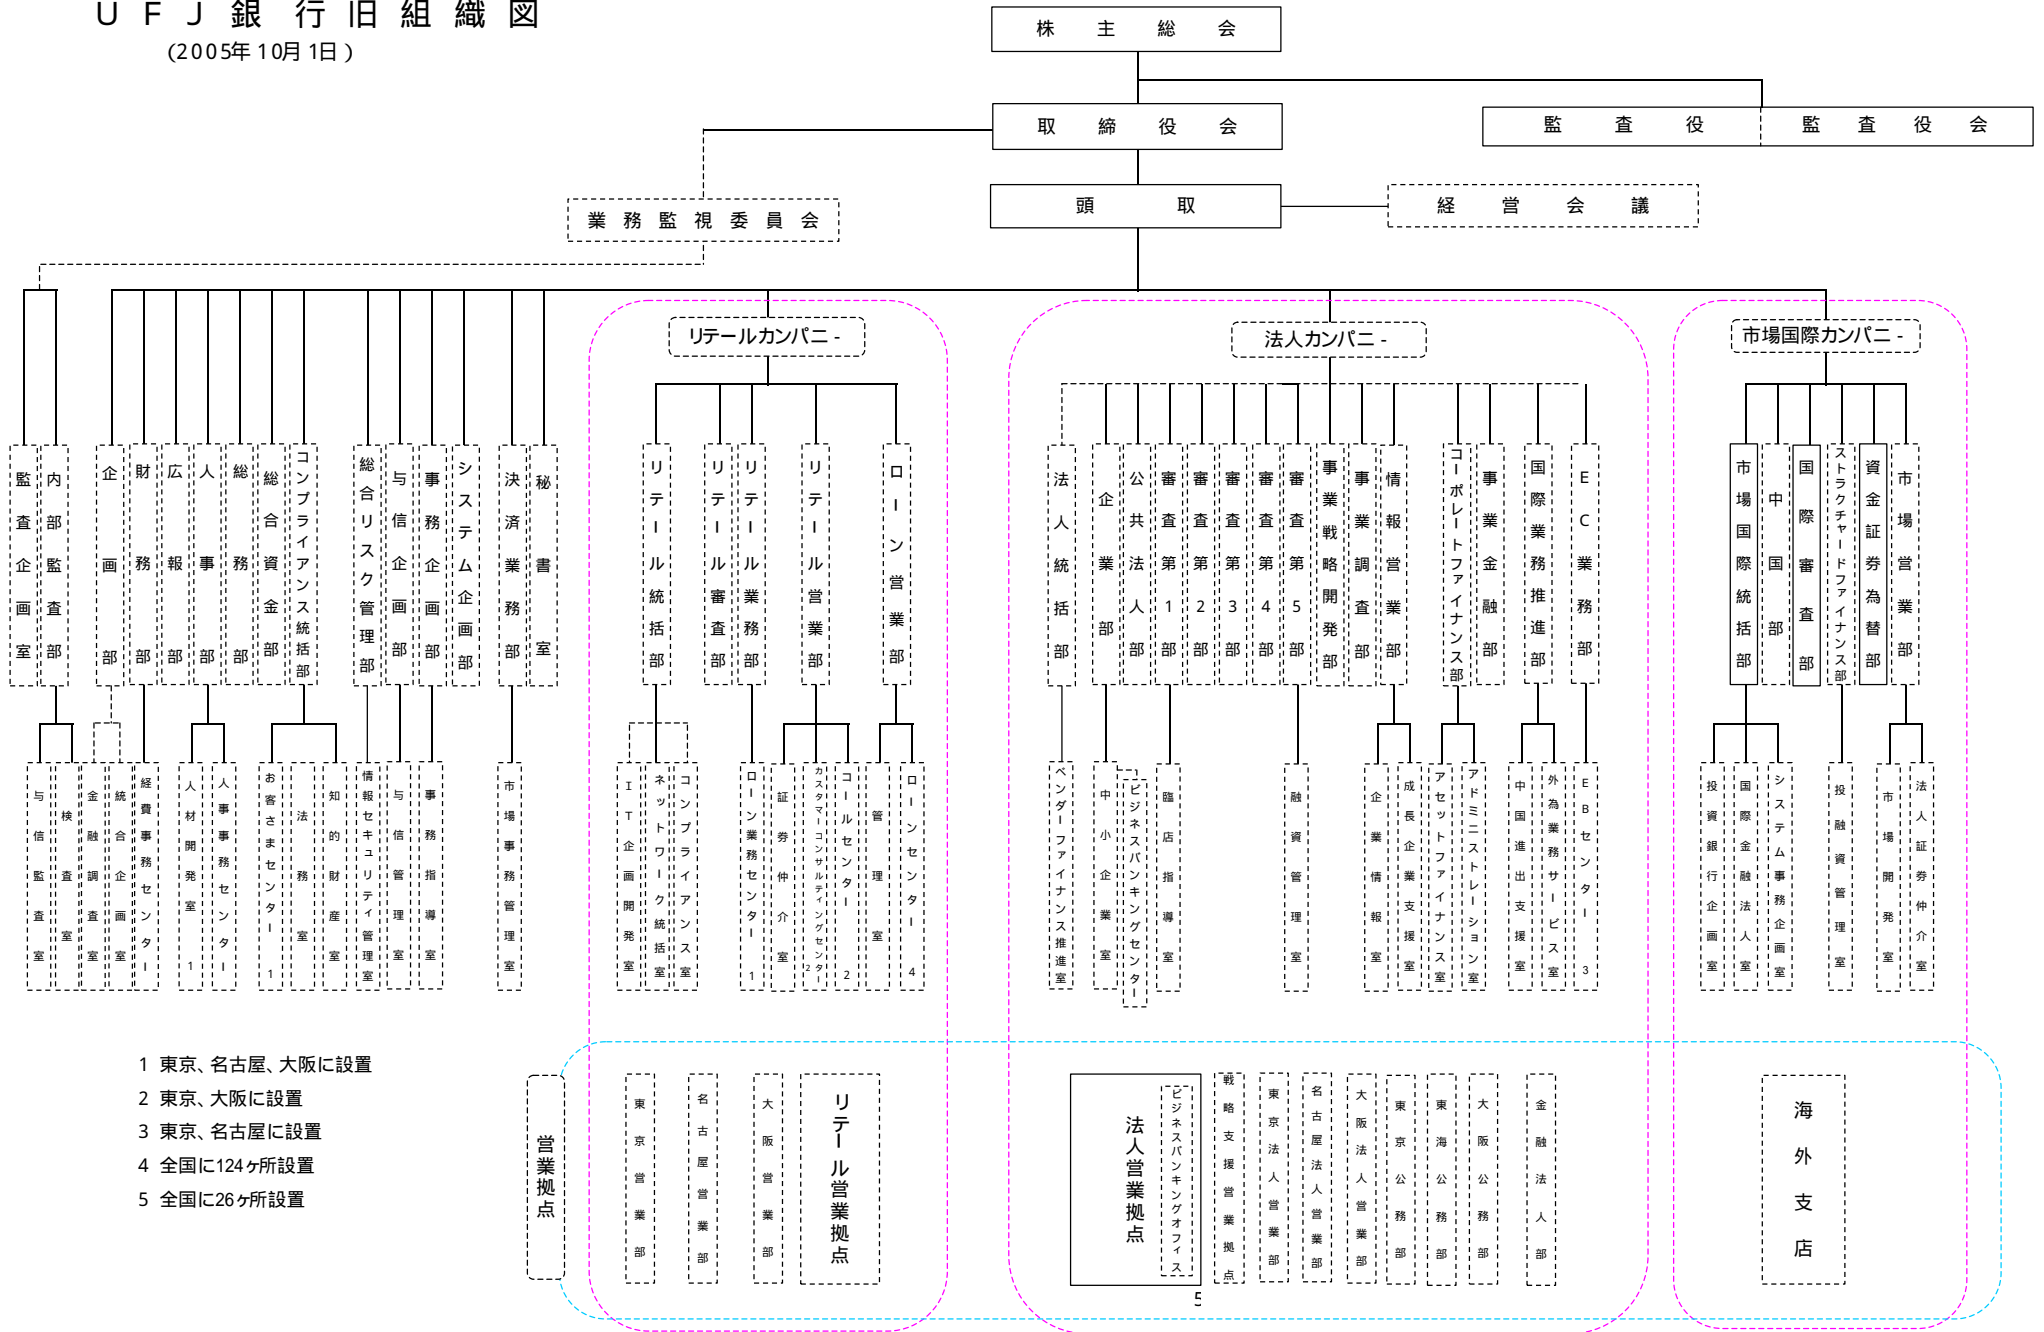 ＵＦＪ銀行旧組織図
(2005年10月1日)
株主総会
取締役会
監査役
監査役会
頭取
経営会議
業務監視委員会
リテールカンパニ-
法人カンパニ-
市場国際カンパニ-
監査企画室
内部監査部
企画部
財務部
広報部
人事部
総務部
総合資金部
コンプライアンス統括部
総合リスク管理部
与信企画部
事務企画部
システム企画部
決済業務部
秘書室
リテール統括部
リテール審査部
リテール業務部
リテール営業部
ローン営業部
法人統括部
企業部
公共法人部
審査第1部
審査第2部
審査第3部
審査第4部
審査第5部
事業戦略開発部
事業調査部
情報営業部
コーポレートファイナンス部
事業金融部
国際業務推進部
ＥＣ業務部
市場国際統括部
中国部
国際審査部
ストラクチャードファイナンス部
資金証券為替部
市場営業部
与信監査室
検査室
金融調査室
統合企画室
経費事務センター
人材開発室 1
人事事務センター
お客さまセンター 1
法務室
知的財産室
情報セキュリティ管理室
与信管理室
事務指導室
市場事務管理室
ＩＴ企画開発室
ネットワーク統括室
コンプライアンス室
ローン業務センター 1
証券仲介室
カスタマーコンサルティングセンター 2
コールセンター 2
管理室
ローンセンター 4
ベンダーファイナンス推進室
中小企業室
ビジネスバンキングセンター
臨店指導室
融資管理室
企業情報室
成長企業支援室
アセットファイナンス室
アドミニストレーション室
中国進出支援室
外為業務サービス室
ＥＢセンター 3
投資銀行企画室
国際金融法人室
システム事務企画室
投融資管理室
市場開発室
法人証券仲介室
1 東京、名古屋、大阪に設置
2 東京、大阪に設置
3 東京、名古屋に設置
4 全国に124ヶ所設置
5 全国に26ヶ所設置
営業拠点
東京営業部
名古屋営業部
大阪営業部
リテール営業拠点
法人営業拠点
ビジネスバンキングオフィス
5
戦略支援営業拠点
東京法人営業部
名古屋法人営業部
大阪法人営業部
東京公務部
東海公務部
大阪公務部
金融法人部
海外支店